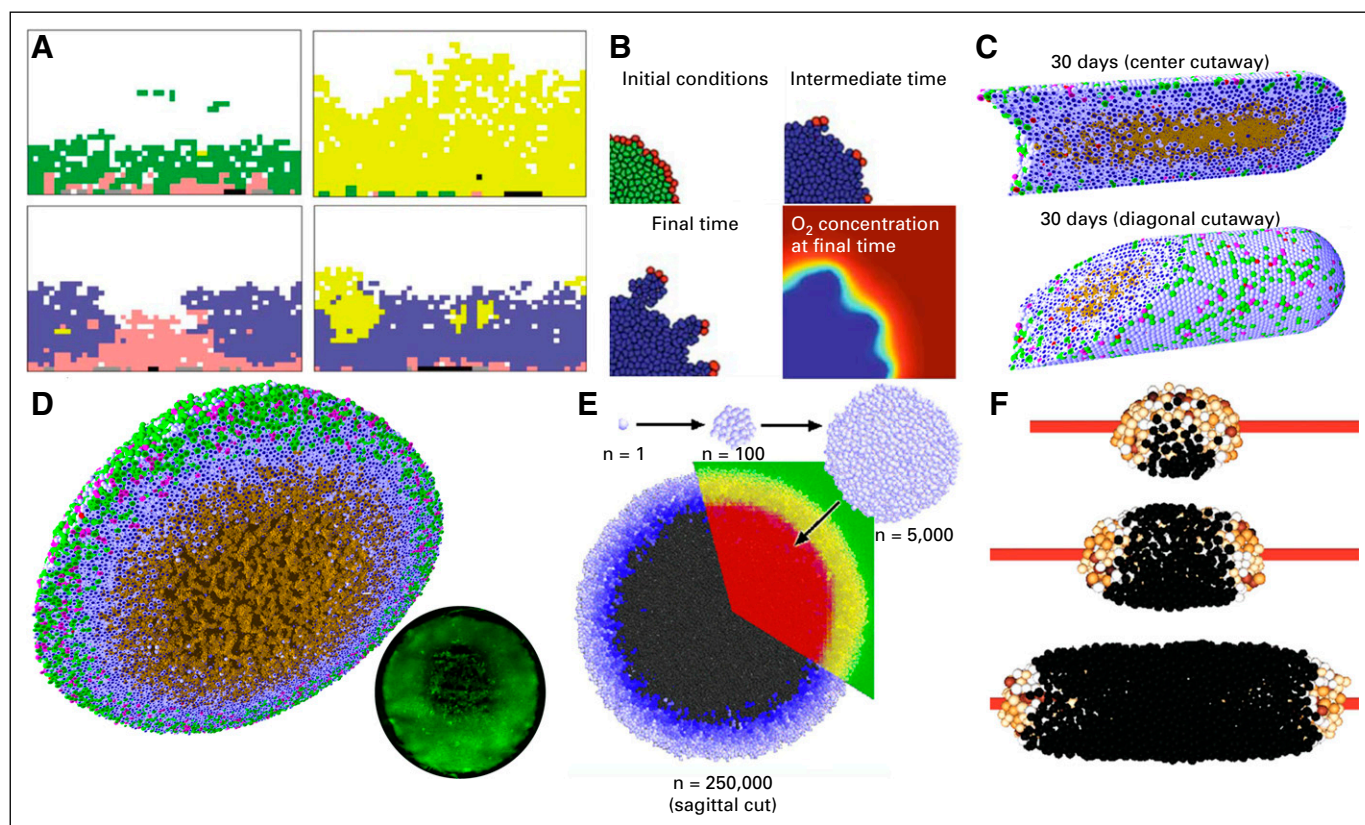 A
B
Initial conditions
Intermediate time
Final time
O₂ concentration
at final time
C
30 days (center cutaway)
30 days (diagonal cutaway)
D
E
n = 1
n = 100
n = 5,000
n = 250,000
(sagittal cut)
F